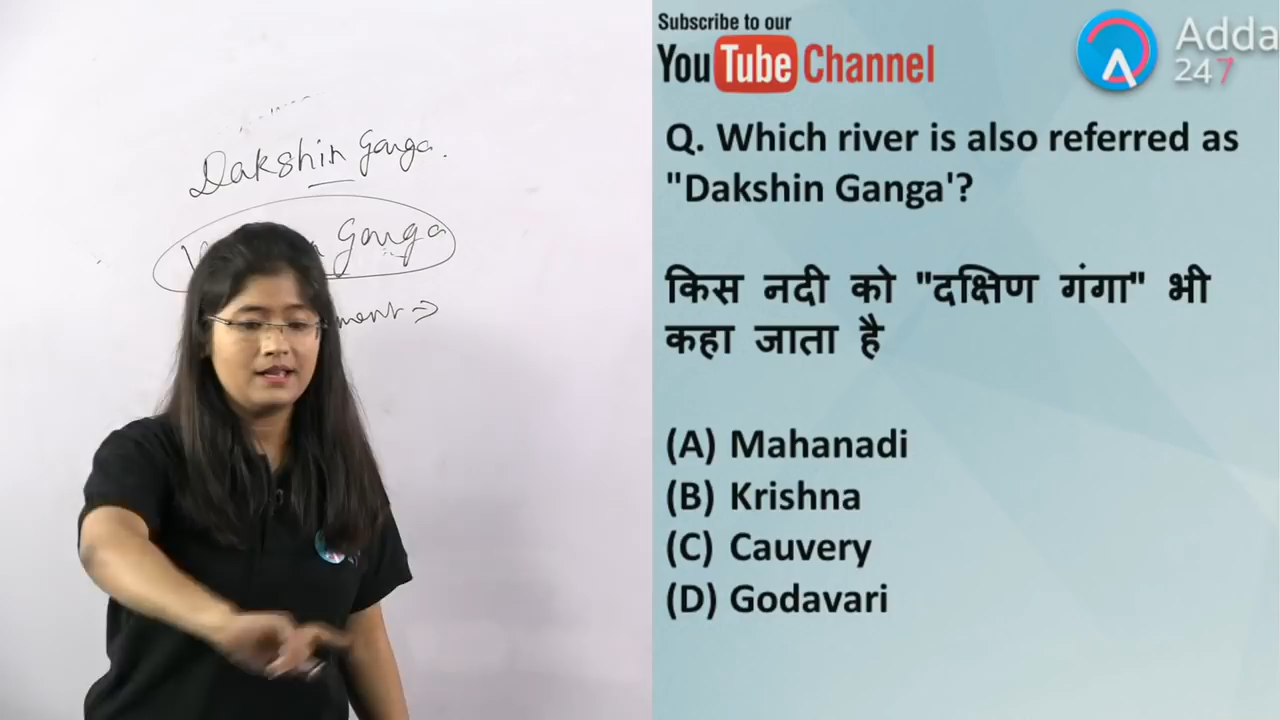 Dakshin Ganga.
Ganga
ment ⇒
Subscribe to our
YouTube Channel
Adda
247
Q. Which river is also referred as
"Dakshin Ganga'?
किस नदी को "दक्षिण गंगा" भी
कहा जाता है
(A) Mahanadi
(B) Krishna
(C) Cauvery
(D) Godavari